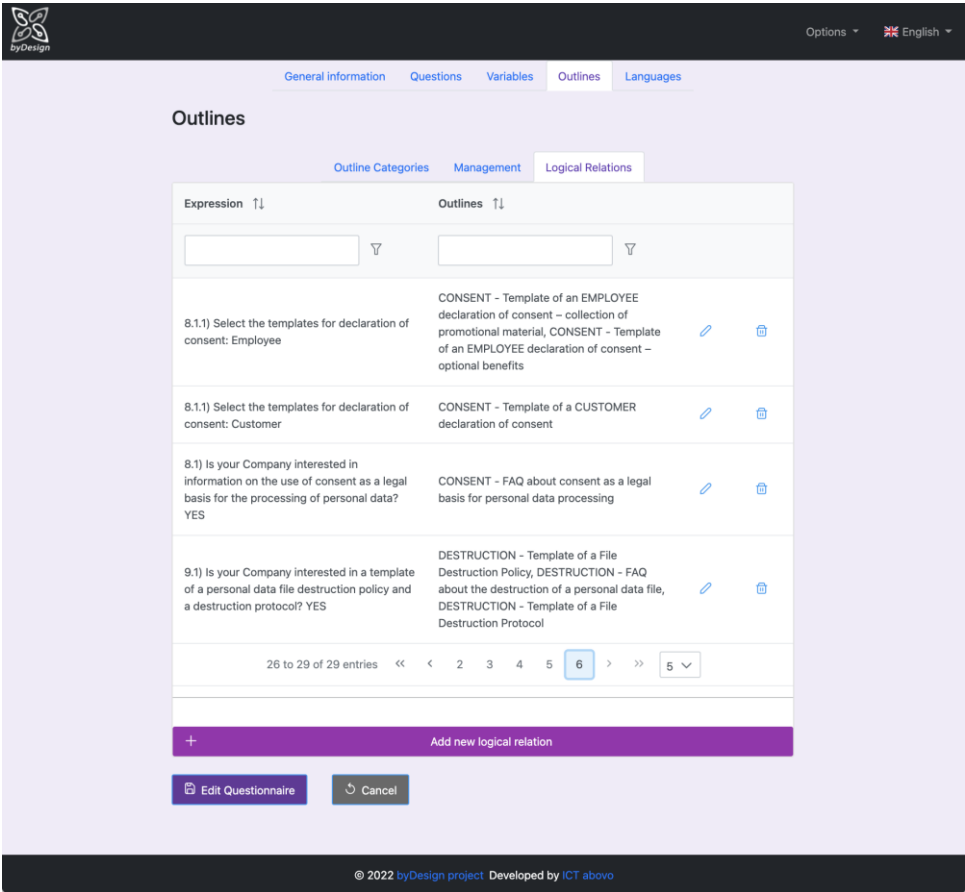 byDesign
Options
English
General information Questions Variables Outlines Languages
Outlines
Outline Categories Management Logical Relations
Expression Outlines
8.1.1) Select the templates for declaration of
consent: Employee
CONSENT - Template of an EMPLOYEE
declaration of consent – collection of
promotional material, CONSENT - Template
of an EMPLOYEE declaration of consent –
optional benefits
8.1.1) Select the templates for declaration of
consent: Customer
CONSENT - Template of a CUSTOMER
declaration of consent
8.1) Is your Company interested in
information on the use of consent as a legal
basis for the processing of personal data?
YES
CONSENT - FAQ about consent as a legal
basis for personal data processing
9.1) Is your Company interested in a template
of a personal data file destruction policy and
a destruction protocol? YES
DESTRUCTION - Template of a File
Destruction Policy, DESTRUCTION - FAQ
about the destruction of a personal data file,
DESTRUCTION - Template of a File
Destruction Protocol
26 to 29 of 29 entries « ‹ 2 3 4 5 6 › » 5
+ Add new logical relation
Edit Questionnaire Cancel
© 2022 byDesign project Developed by ICT abovo